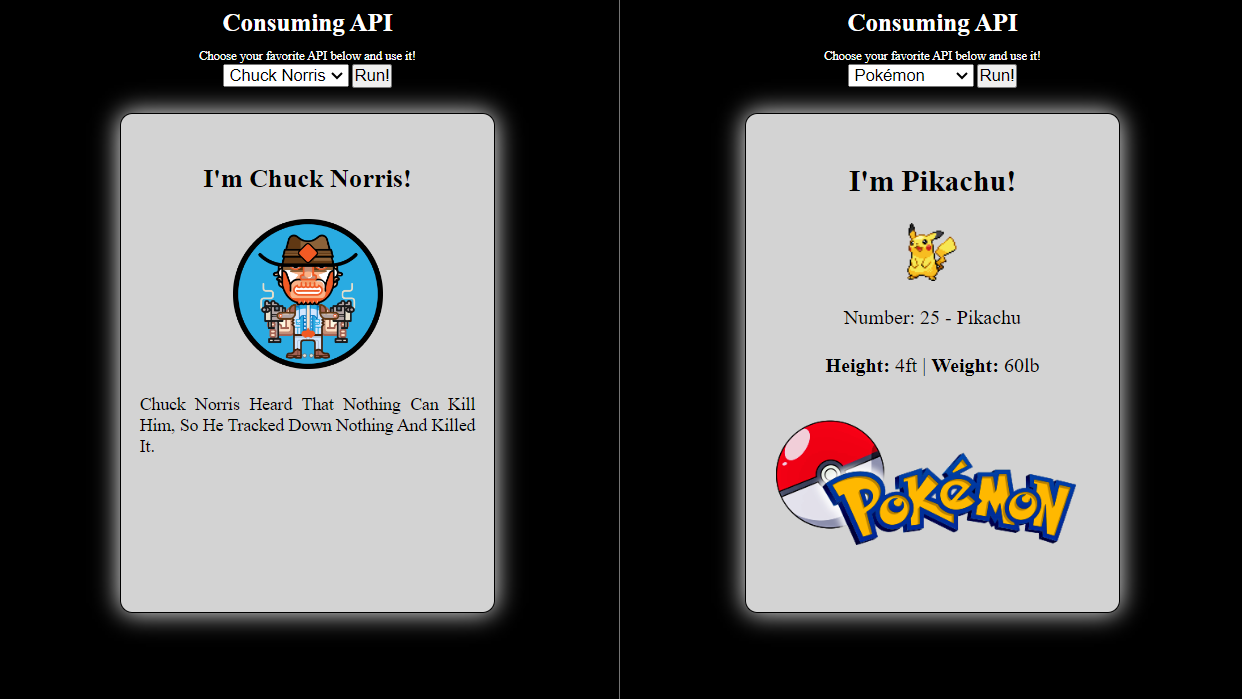 Consuming API
Choose your favorite API below and use it!
Chuck Norris Run!
I'm Chuck Norris!
Chuck Norris Heard That Nothing Can Kill
Him, So He Tracked Down Nothing And Killed
It.
Consuming API
Choose your favorite API below and use it!
Pokémon Run!
I'm Pikachu!
Number: 25 - Pikachu
Height: 4ft | Weight: 60lb
POKéMON